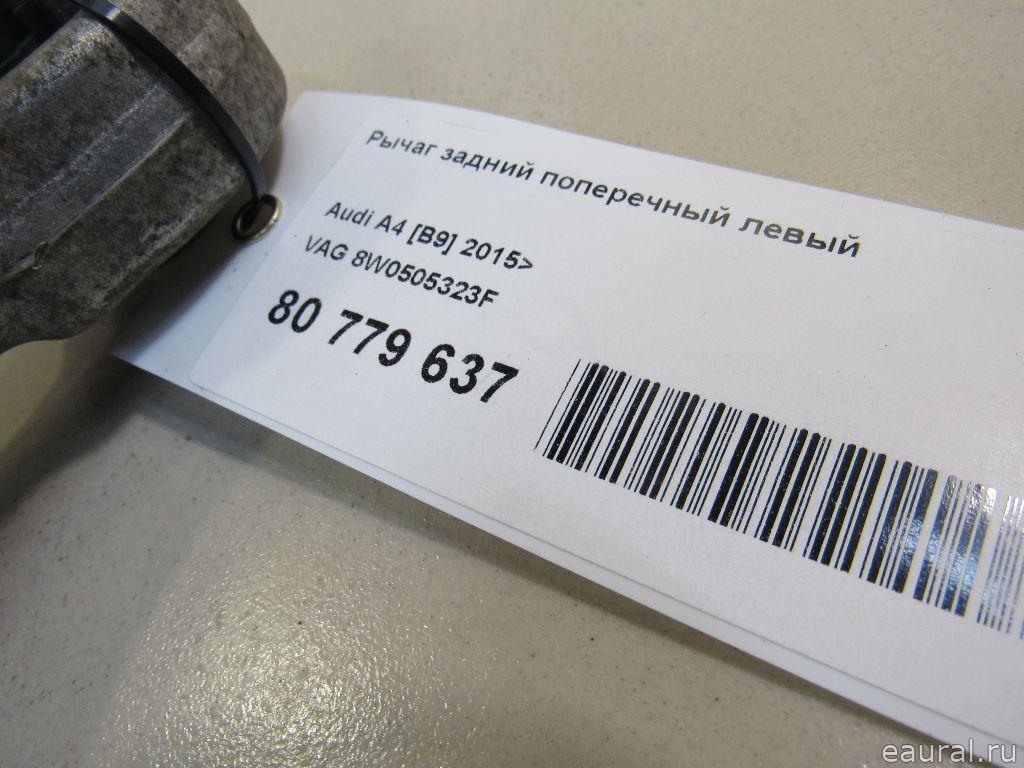 Рычаг задний поперечный левый
Audi A4 [B9] 2015>
VAG 8W0505323F
80 779 637
eaural.ru